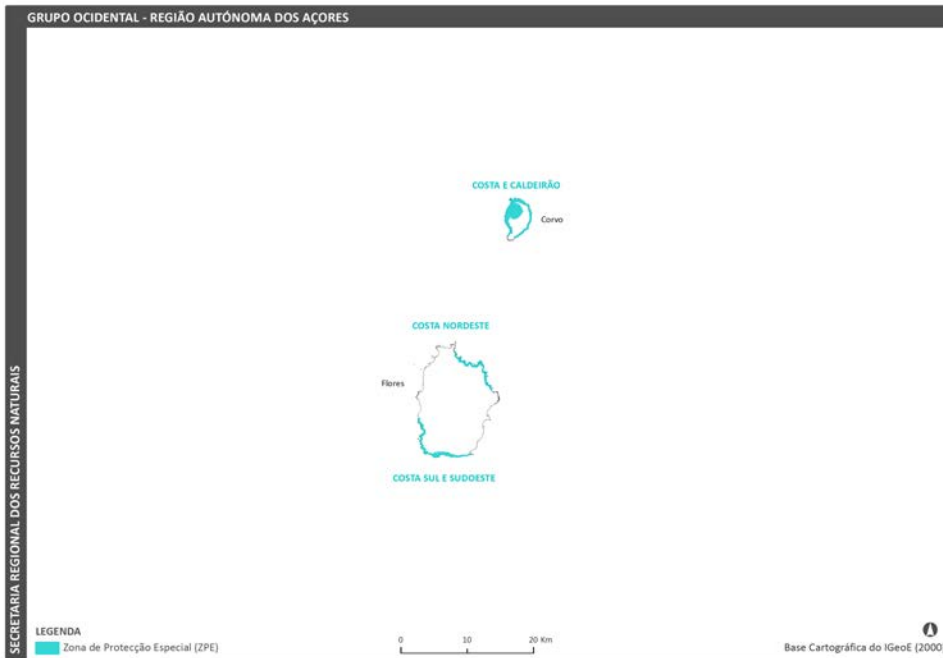 GRUPO OCIDENTAL - REGIÃO AUTÓNOMA DOS AÇORES
SECRETARIA REGIONAL DOS RECURSOS NATURAIS
COSTA E CALDEIRÃO
Corvo
COSTA NORDESTE
Flores
COSTA SUL E SUDOESTE
LEGENDA
Zona de Protecção Especial (ZPE)
0 10 20 Km
Base Cartográfica do IGeoE (2000)